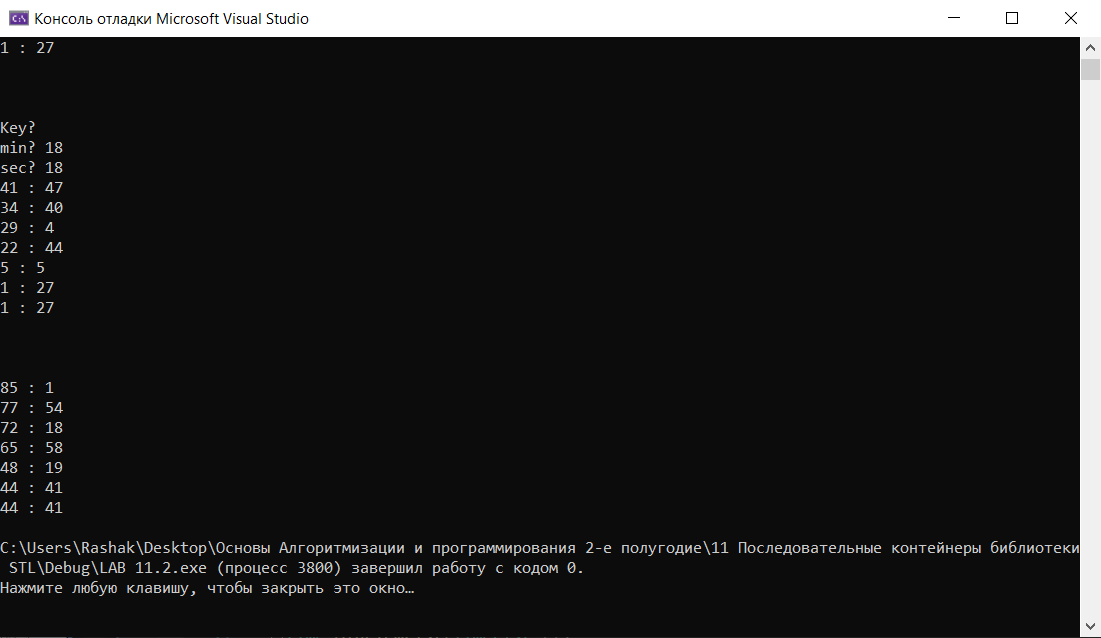 Консоль отладки Microsoft Visual Studio
1 : 27
Key?
min? 18
sec? 18
41 : 47
34 : 40
29 : 4
22 : 44
5 : 5
1 : 27
1 : 27
85 : 1
77 : 54
72 : 18
65 : 58
48 : 19
44 : 41
44 : 41
C:\Users\Rashak\Desktop\Основы Алгоритмизации и программирования 2-е полугодие\11 Последовательные контейнеры библиотеки
STL\Debug\LAB 11.2.exe (процесс 3800) завершил работу с кодом 0.
Нажмите любую клавишу, чтобы закрыть это окно…